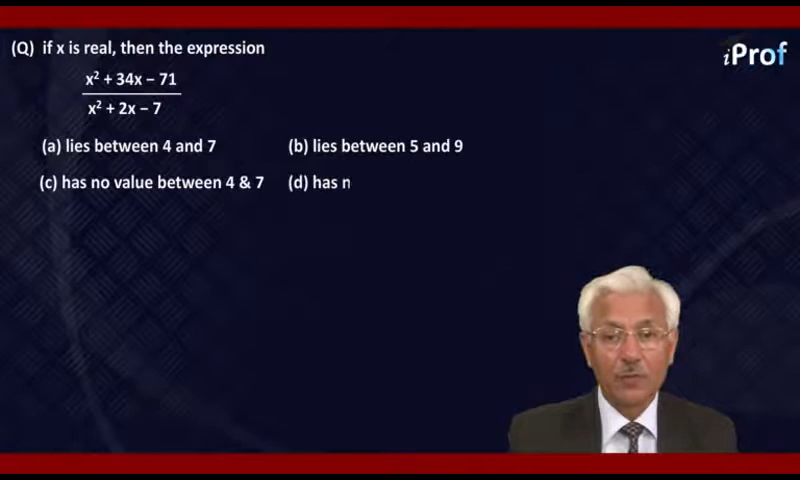 (Q) if x is real, then the expression
iProf
x² + 34x – 71
x² + 2x – 7
(a) lies between 4 and 7 (b) lies between 5 and 9
(c) has no value between 4 & 7 (d) has n